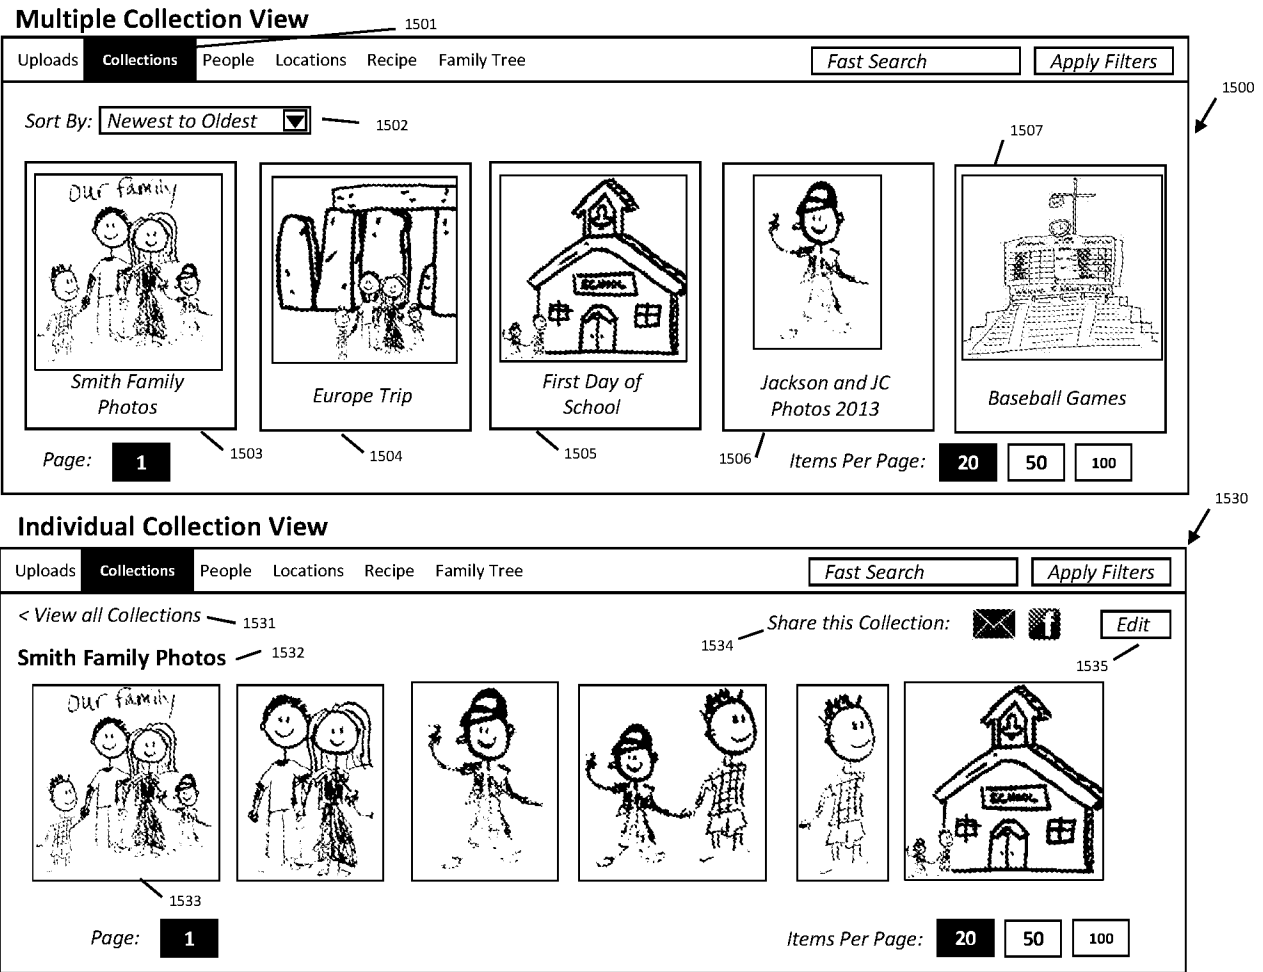 Multiple Collection View
1501
Uploads Collections People Locations Recipe Family Tree Fast Search Apply Filters
1500
Sort By: Newest to Oldest 1502
1507
our family
SCHOOL
Smith Family
Photos
Europe Trip
First Day of
School
Jackson and JC
Photos 2013
Baseball Games
1503 1504 1505 1506
Page: 1 Items Per Page: 20 50 100
1530
Individual Collection View
Uploads Collections People Locations Recipe Family Tree Fast Search Apply Filters
< View all Collections 1531
1534 Share this Collection: f Edit
Smith Family Photos 1532
1535
our family
SCHOOL
1533
Page: 1 Items Per Page: 20 50 100